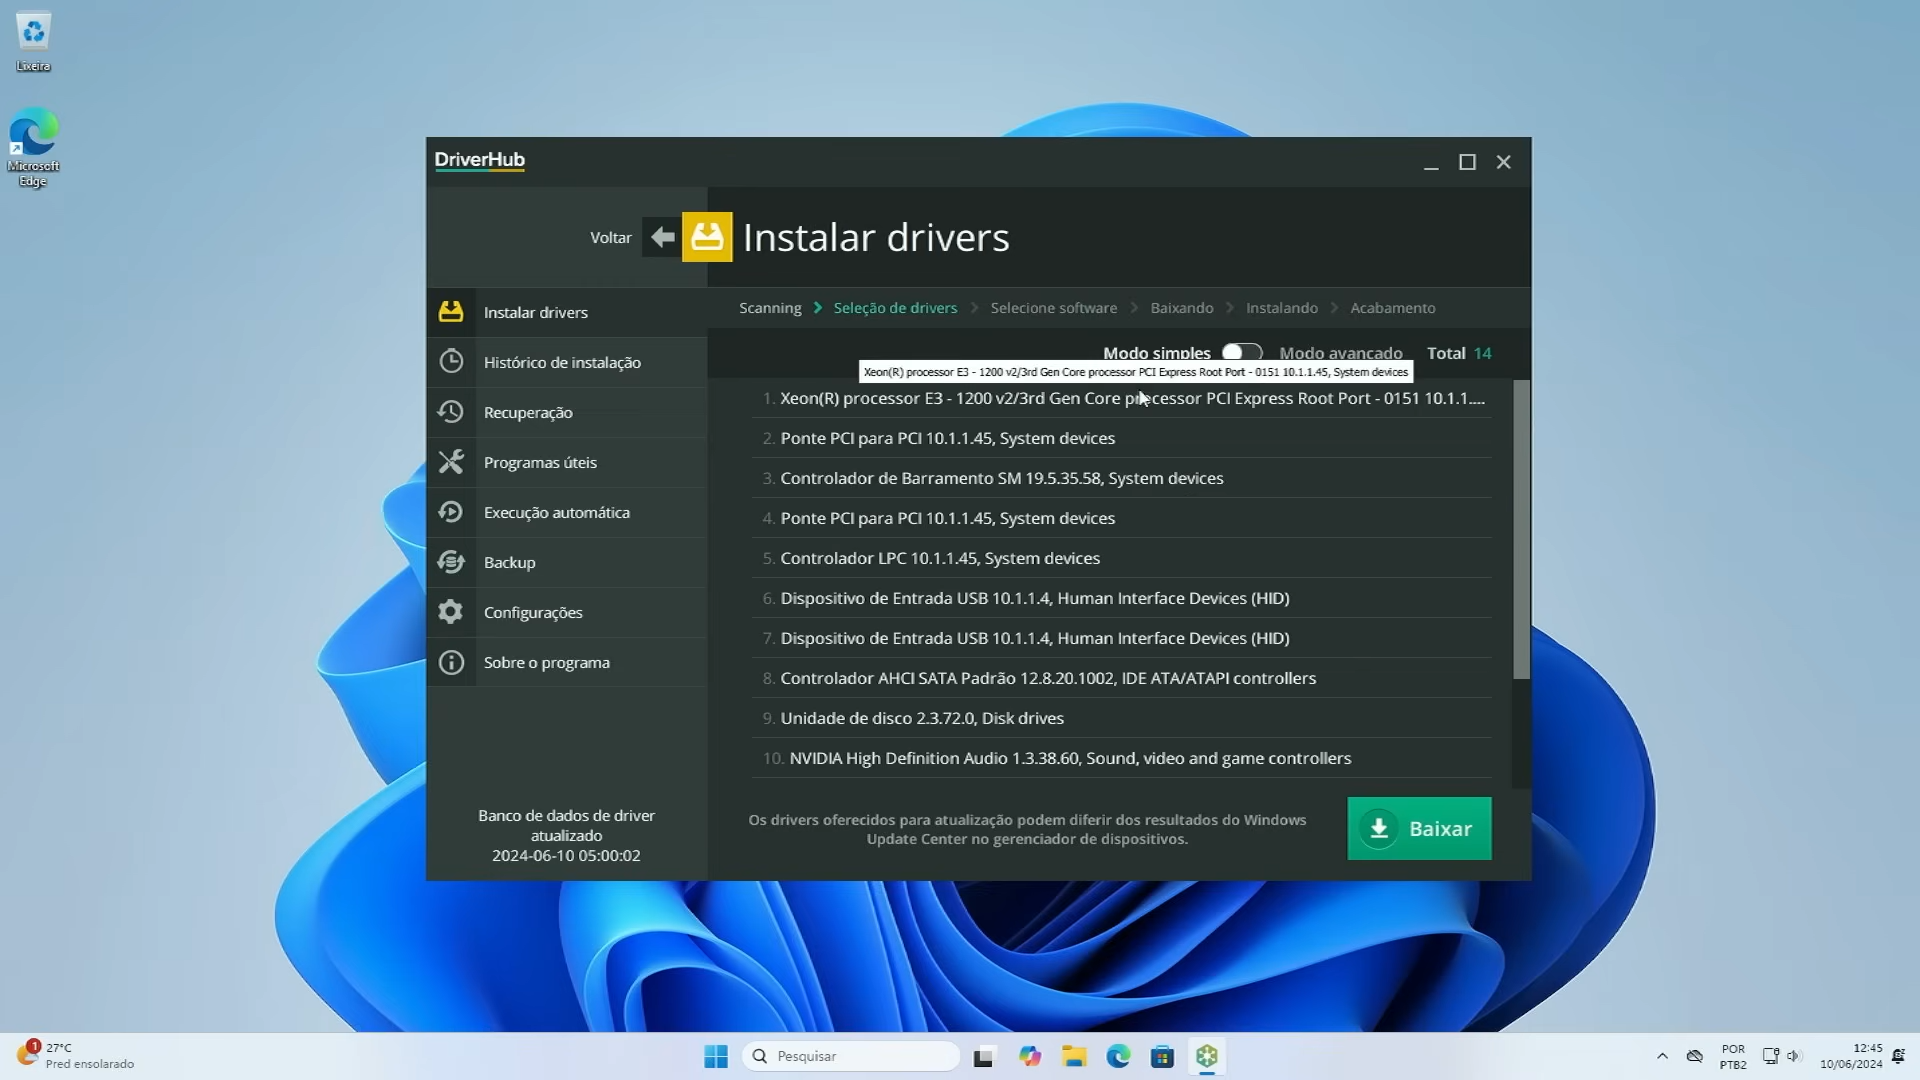 Lixeira
Microsoft
Edge
DriverHub
Voltar
Instalar drivers
Instalar drivers
Histórico de instalação
Recuperação
Programas úteis
Execução automática
Backup
Configurações
Sobre o programa
Banco de dados de driver
atualizado
2024-06-10 05:00:02
Scanning
Seleção de drivers
Selecione software
Baixando
Instalando
Acabamento
Modo simples
Modo avançado
Total 14
Xeon(R) processor E3 - 1200 v2/3rd Gen Core processor PCI Express Root Port - 0151 10.1.1.45, System devices
1. Xeon(R) processor E3 - 1200 v2/3rd Gen Core processor PCI Express Root Port - 0151 10.1.1....
2. Ponte PCI para PCI 10.1.1.45, System devices
3. Controlador de Barramento SM 19.5.35.58, System devices
4. Ponte PCI para PCI 10.1.1.45, System devices
5. Controlador LPC 10.1.1.45, System devices
6. Dispositivo de Entrada USB 10.1.1.4, Human Interface Devices (HID)
7. Dispositivo de Entrada USB 10.1.1.4, Human Interface Devices (HID)
8. Controlador AHCI SATA Padrão 12.8.20.1002, IDE ATA/ATAPI controllers
9. Unidade de disco 2.3.72.0, Disk drives
10. NVIDIA High Definition Audio 1.3.38.60, Sound, video and game controllers
Os drivers oferecidos para atualização podem diferir dos resultados do Windows
Update Center no gerenciador de dispositivos.
Baixar
1
27°C
Pred ensolarado
Pesquisar
POR
PTB2
12:45
10/06/2024